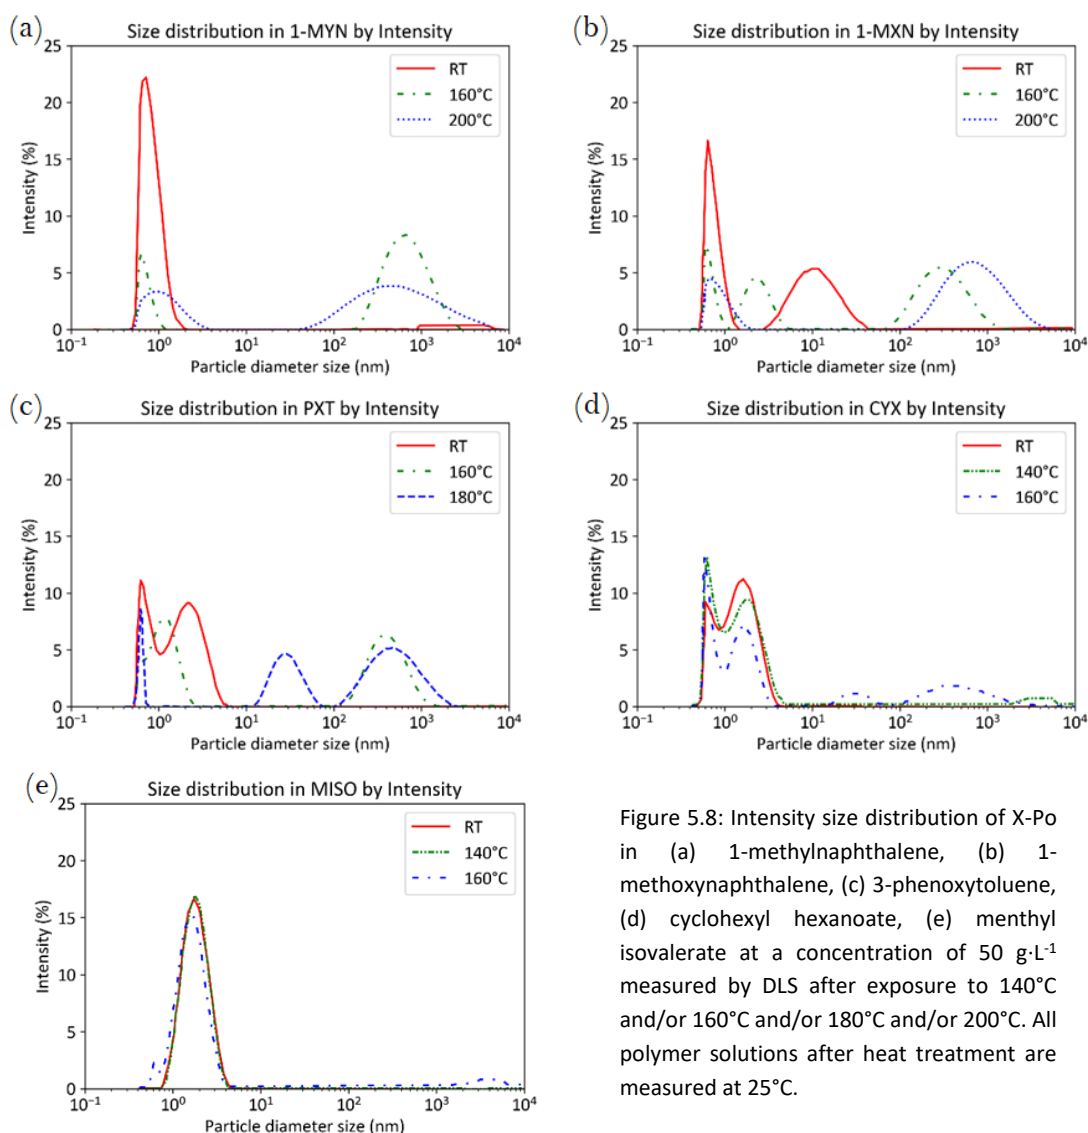 (a)
Size distribution in 1-MYN by Intensity
Intensity (%)
25
20
15
10
5
0
RT
160°C
200°C
10⁻¹ 10⁰ 10¹ 10² 10³ 10⁴
Particle diameter size (nm)
(b)
Size distribution in 1-MXN by Intensity
Intensity (%)
25
20
15
10
5
0
RT
160°C
200°C
10⁻¹ 10⁰ 10¹ 10² 10³ 10⁴
Particle diameter size (nm)
(c)
Size distribution in PXT by Intensity
Intensity (%)
25
20
15
10
5
0
RT
160°C
180°C
10⁻¹ 10⁰ 10¹ 10² 10³ 10⁴
Particle diameter size (nm)
(d)
Size distribution in CYX by Intensity
Intensity (%)
25
20
15
10
5
0
RT
140°C
160°C
10⁻¹ 10⁰ 10¹ 10² 10³ 10⁴
Particle diameter size (nm)
(e)
Size distribution in MISO by Intensity
Intensity (%)
25
20
15
10
5
0
RT
140°C
160°C
10⁻¹ 10⁰ 10¹ 10² 10³ 10⁴
Particle diameter size (nm)
Figure 5.8: Intensity size distribution of X-Po
in (a) 1-methylnaphthalene, (b) 1-
methoxynaphthalene, (c) 3-phenoxytoluene,
(d) cyclohexyl hexanoate, (e) menthyl
isovalerate at a concentration of 50 g·L⁻¹
measured by DLS after exposure to 140°C
and/or 160°C and/or 180°C and/or 200°C. All
polymer solutions after heat treatment are
measured at 25°C.